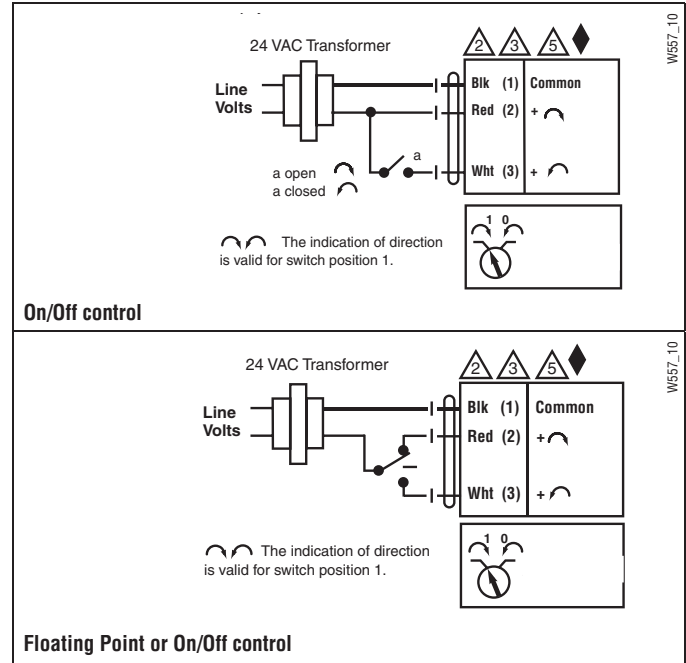 W557_10
24 VAC Transformer
2 3 5
Line
Volts
Blk (1) Common
Red (2) +
a
Wht (3) +
a open
a closed
1 0
The indication of direction
is valid for switch position 1.
On/Off control
W557_10
24 VAC Transformer
2 3 5
Line
Volts
Blk (1) Common
Red (2) +
Wht (3) +
1 0
The indication of direction
is valid for switch position 1.
Floating Point or On/Off control